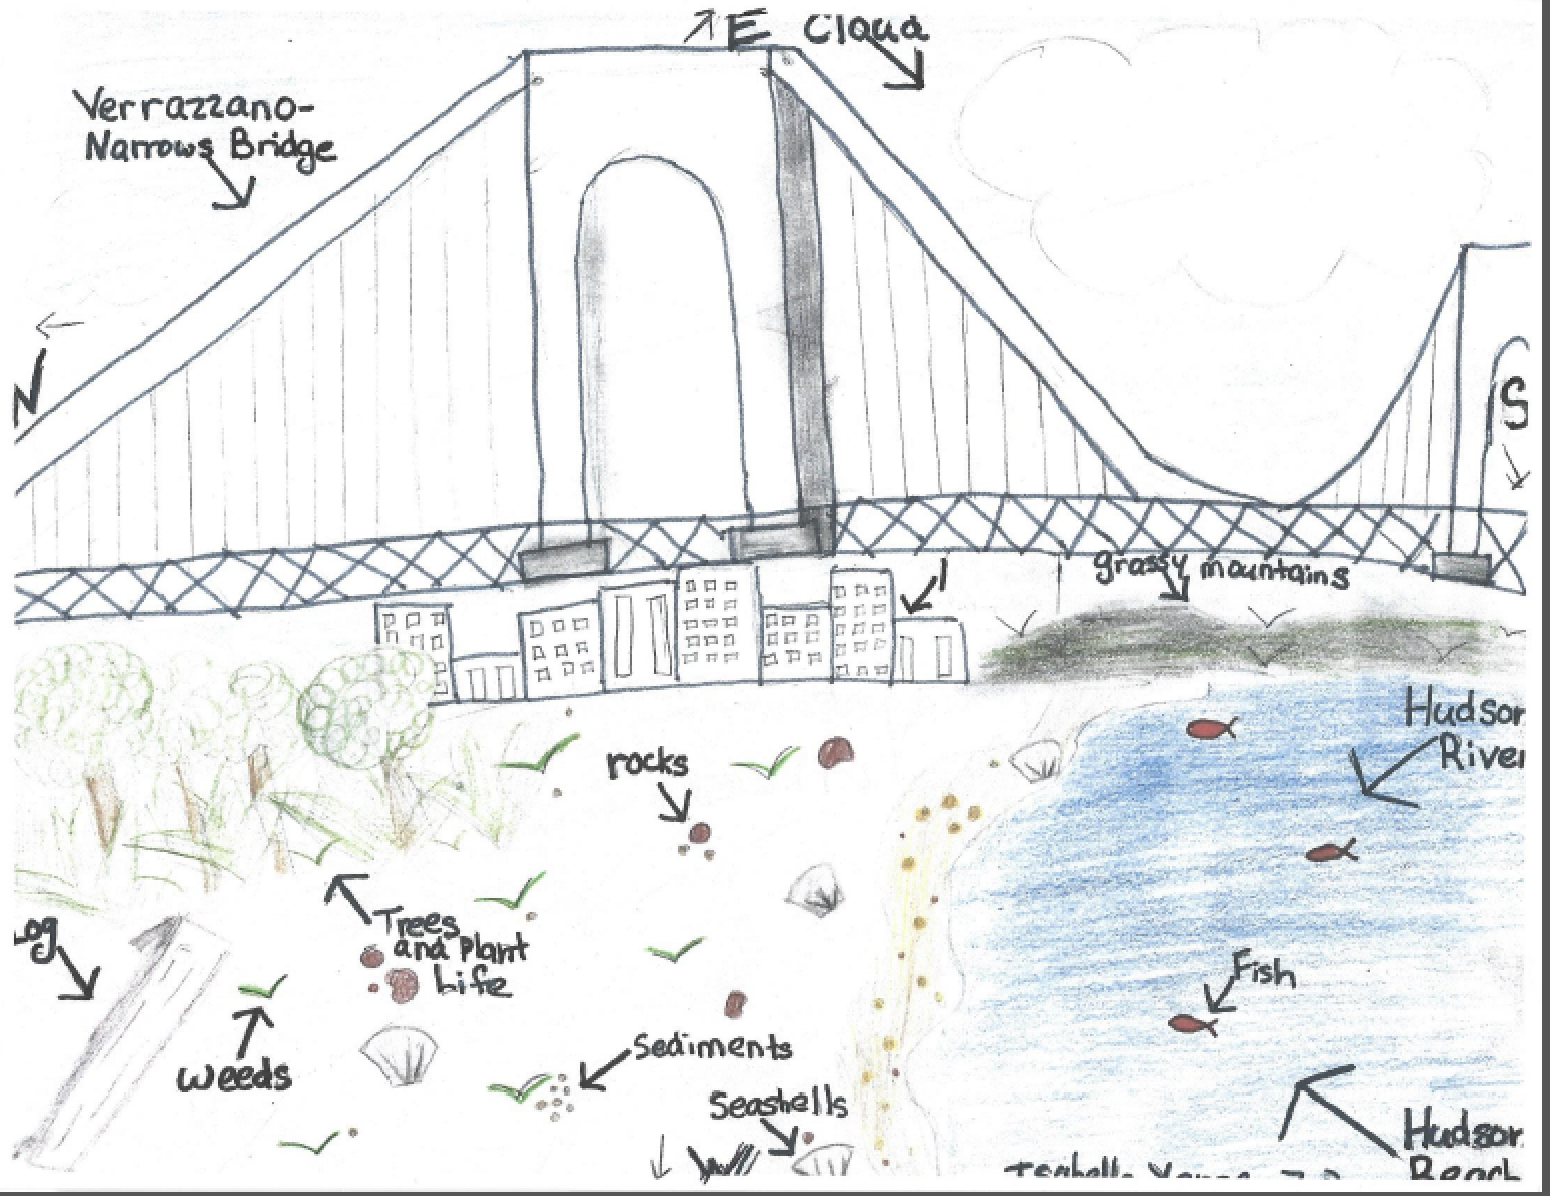 E Cloud
Verrazzano-
Narrows Bridge
N
S
grassy mountains
1
Hudson
River
rocks
Log
Trees
and Plant
Life
Fish
weeds
Sediments
Seashells
W
Hudson
Beach